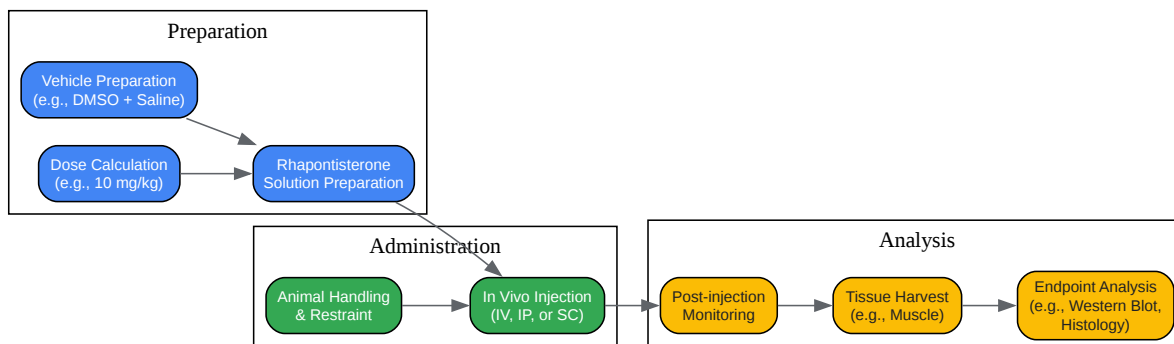 Preparation
Vehicle Preparation
(e.g., DMSO + Saline)
Dose Calculation
(e.g., 10 mg/kg)
Rhapontisterone
Solution Preparation
Administration
Animal Handling
& Restraint
In Vivo Injection
(IV, IP, or SC)
Analysis
Post-injection
Monitoring
Tissue Harvest
(e.g., Muscle)
Endpoint Analysis
(e.g., Western Blot,
Histology)